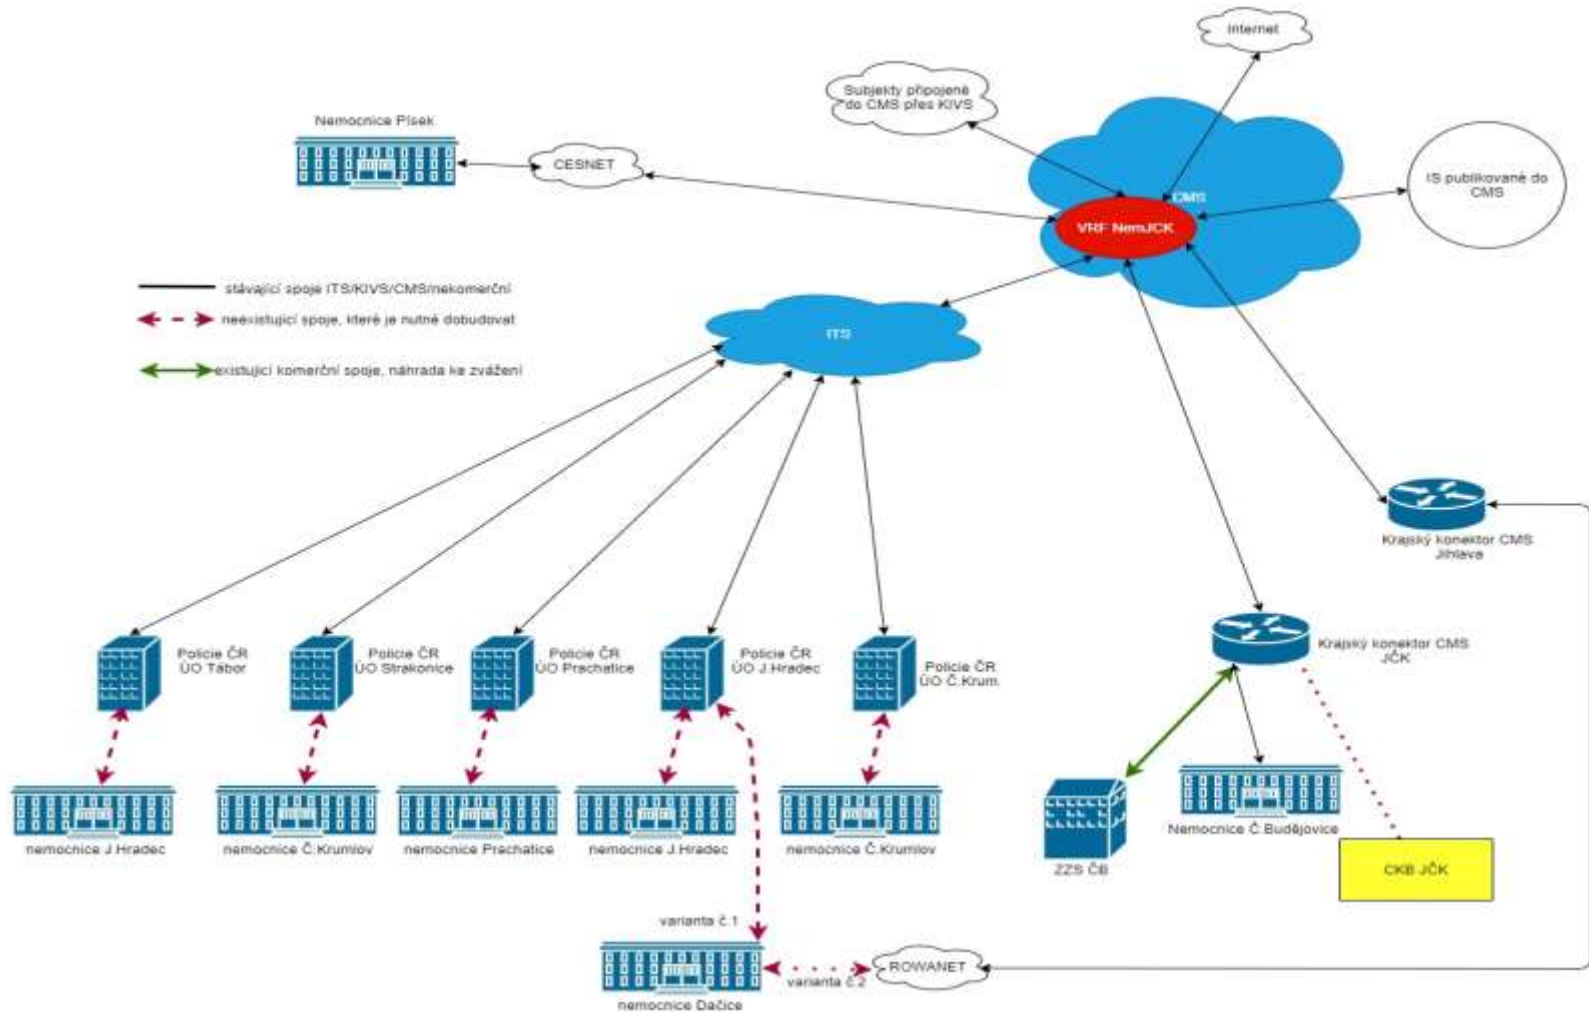 Internet
Subjekty připojené
do CMS přes KIVS
Nemocnice Písek
CESNET
IS publikované do
CMS
CMS
VRF NemJCK
stávající spoje ITS/KIVS/CMS/nekomerční
neexistující spoje, které je nutné dobudovat
ITS
existující komerční spoje, náhrada ke zvážení
Krajský konektor CMS
Jihlava
Policie ČR
ÚO Tábor
Policie ČR
ÚO Strakonice
Policie ČR
ÚO Prachatice
Policie ČR
ÚO J.Hradec
Policie ČR
ÚO Č.Krum.
Krajský konektor CMS
JČK
nemocnice J.Hradec
nemocnice Č.Krumlov
nemocnice Prachatice
nemocnice J.Hradec
nemocnice Č.Krumlov
Nemocnice Č.Budějovice
ZZS ČB
CKB JČK
varianta č.1
ROWANET
varianta č.2
nemocnice Dačice